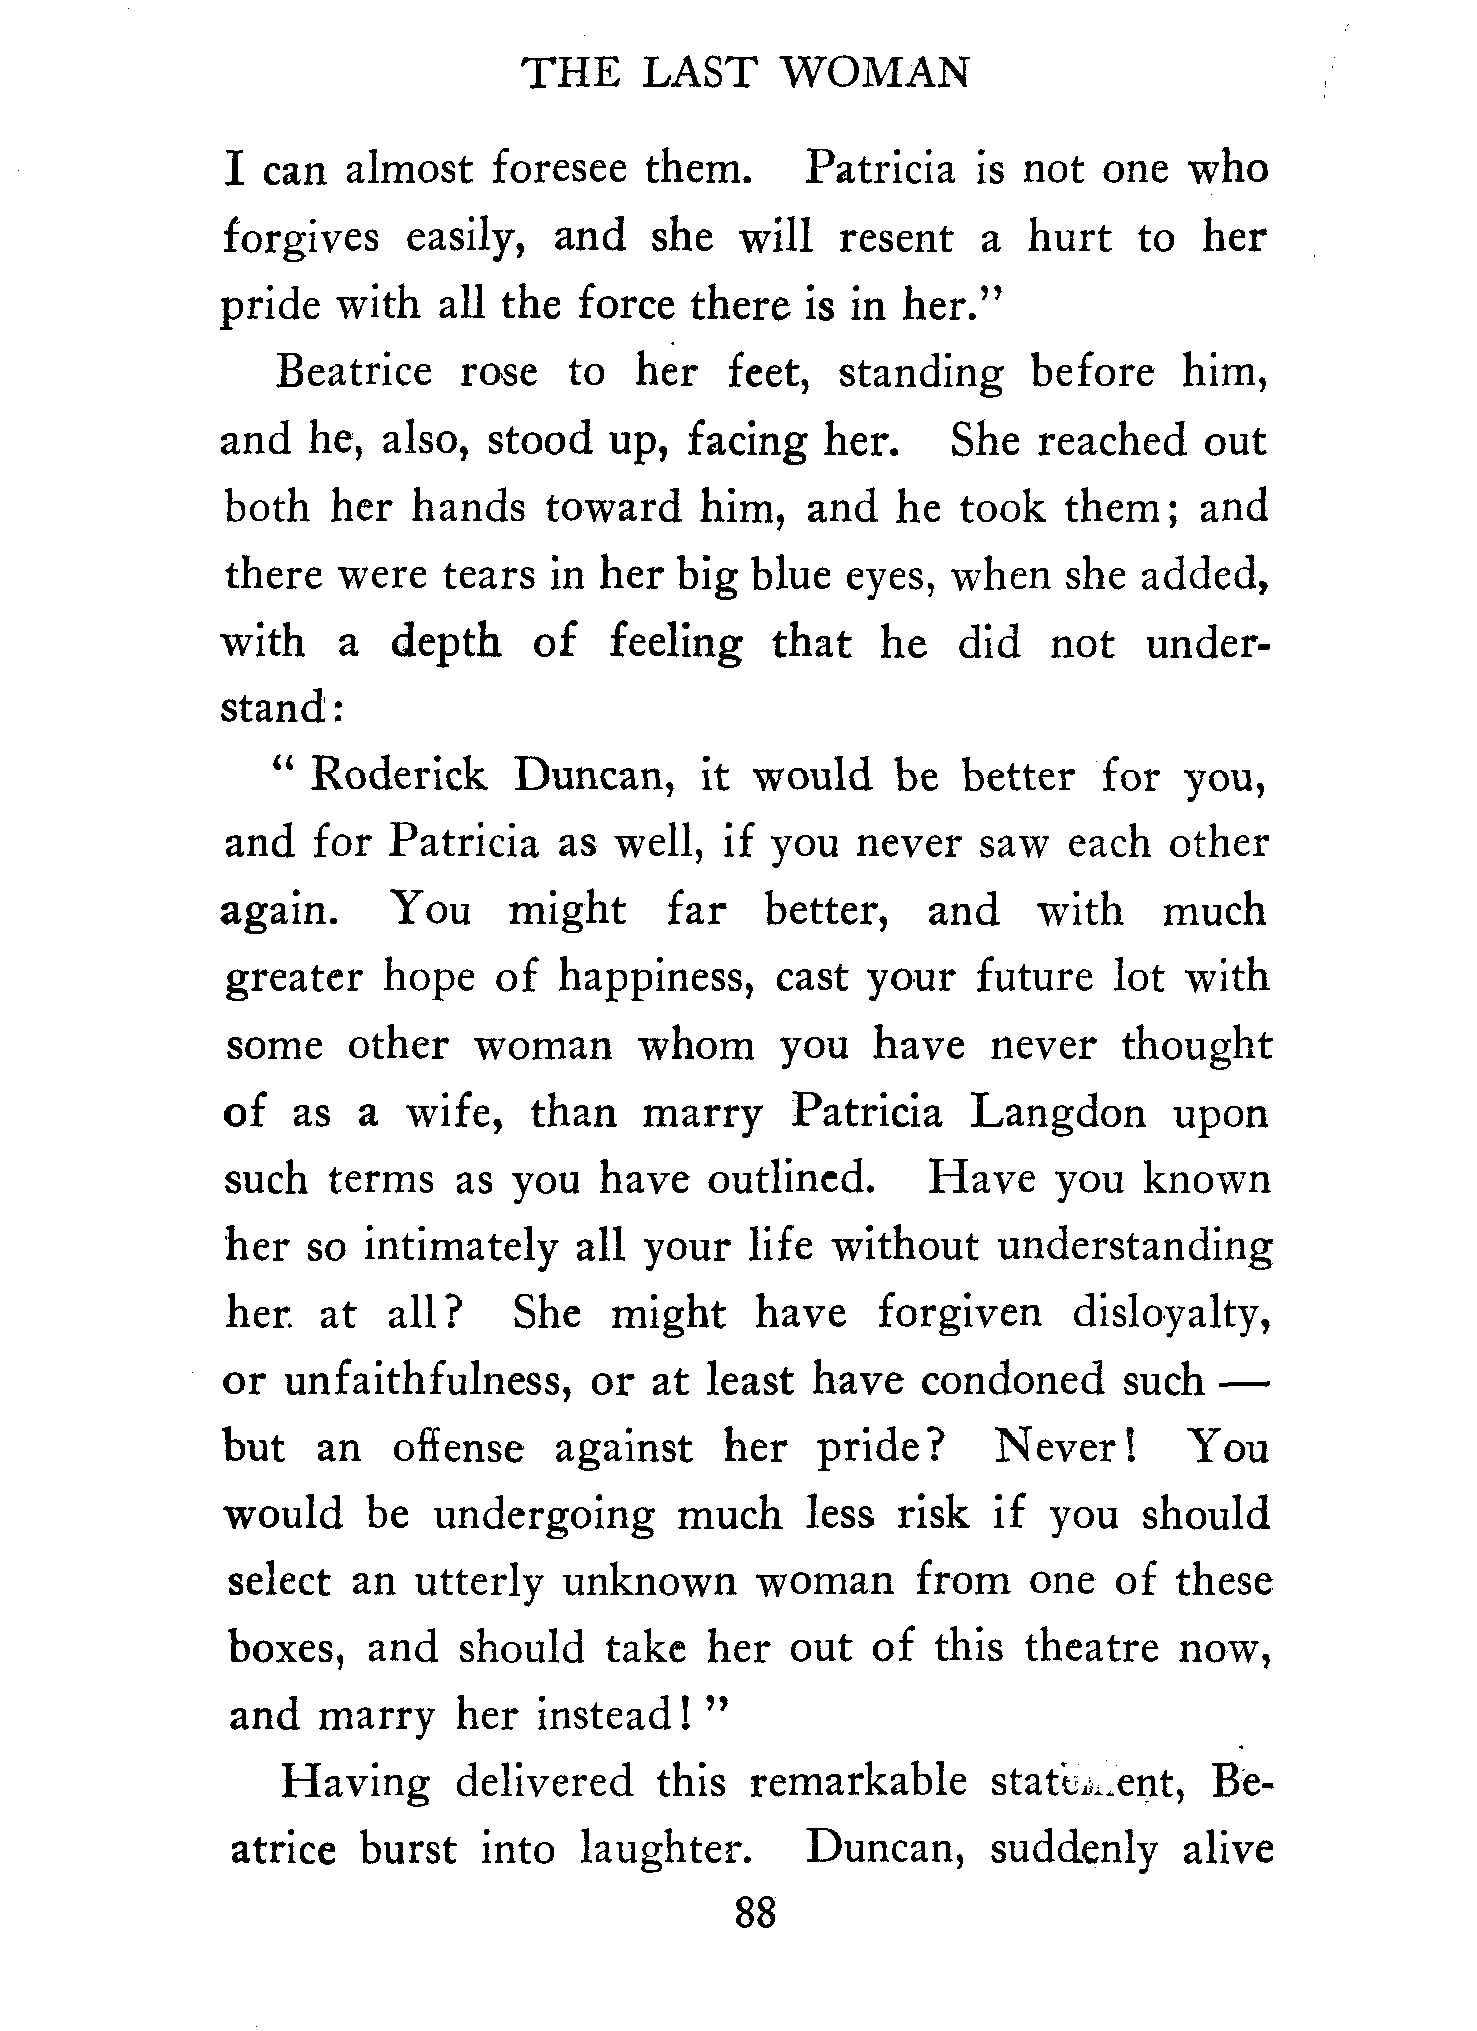 THE LAST WOMAN
I can almost foresee them. Patricia is not one who
forgives easily, and she will resent a hurt to her
pride with all the force there is in her."
Beatrice rose to her feet, standing before him,
and he, also, stood up, facing her. She reached out
both her hands toward him, and he took them; and
there were tears in her big blue eyes, when she added,
with a depth of feeling that he did not under-
stand:
" Roderick Duncan, it would be better for you,
and for Patricia as well, if you never saw each other
again. You might far better, and with much
greater hope of happiness, cast your future lot with
some other woman whom you have never thought
of as a wife, than marry Patricia Langdon upon
such terms as you have outlined. Have you known
her so intimately all your life without understanding
her at all? She might have forgiven disloyalty,
or unfaithfulness, or at least have condoned such —
but an offense against her pride? Never! You
would be undergoing much less risk if you should
select an utterly unknown woman from one of these
boxes, and should take her out of this theatre now,
and marry her instead! "
Having delivered this remarkable statement, Be-
atrice burst into laughter. Duncan, suddenly alive
88